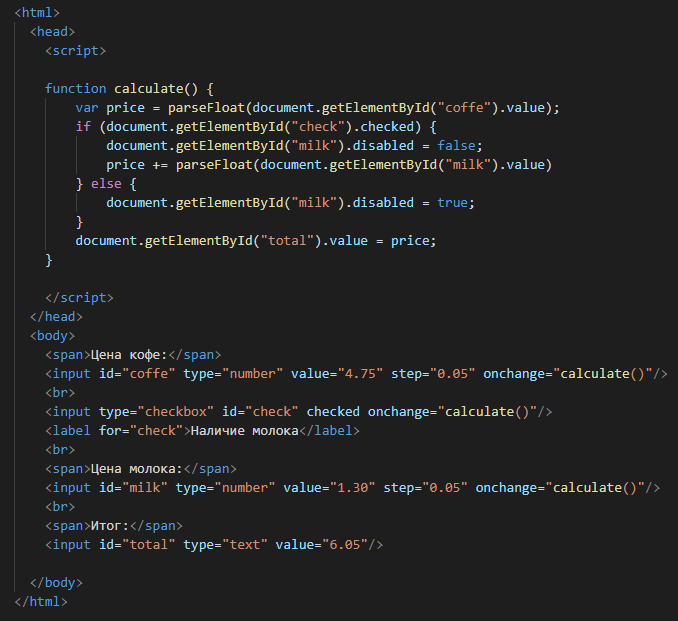 <html>
<head>
<script>
function calculate() {
var price = parseFloat(document.getElementById("coffe").value);
if (document.getElementById("check").checked) {
document.getElementById("milk").disabled = false;
price += parseFloat(document.getElementById("milk").value)
} else {
document.getElementById("milk").disabled = true;
}
document.getElementById("total").value = price;
}
</script>
</head>
<body>
<span>Цена кофе:</span>
<input id="coffe" type="number" value="4.75" step="0.05" onchange="calculate()"/>
<br>
<input type="checkbox" id="check" checked onchange="calculate()"/>
<label for="check">Наличие молока</label>
<br>
<span>Цена молока:</span>
<input id="milk" type="number" value="1.30" step="0.05" onchange="calculate()"/>
<br>
<span>Итог:</span>
<input id="total" type="text" value="6.05"/>
</body>
</html>